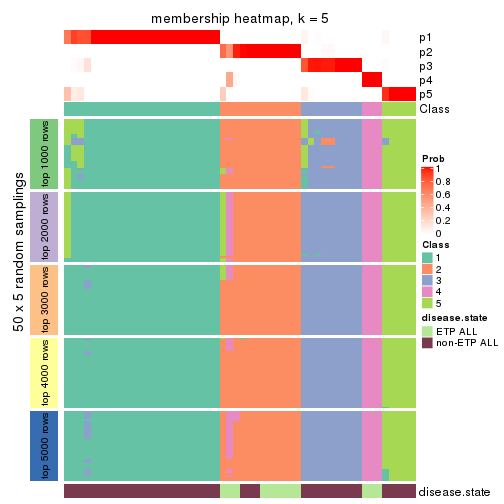 membership heatmap, k = 5
p1
p2
p3
p4
p5
Class
50 x 5 random samplings
top 1000 rows
top 2000 rows
top 3000 rows
top 4000 rows
top 5000 rows
Prob
1
0.8
0.6
0.4
0.2
0
Class
1
2
3
4
5
disease.state
ETP ALL
non-ETP ALL
disease.state